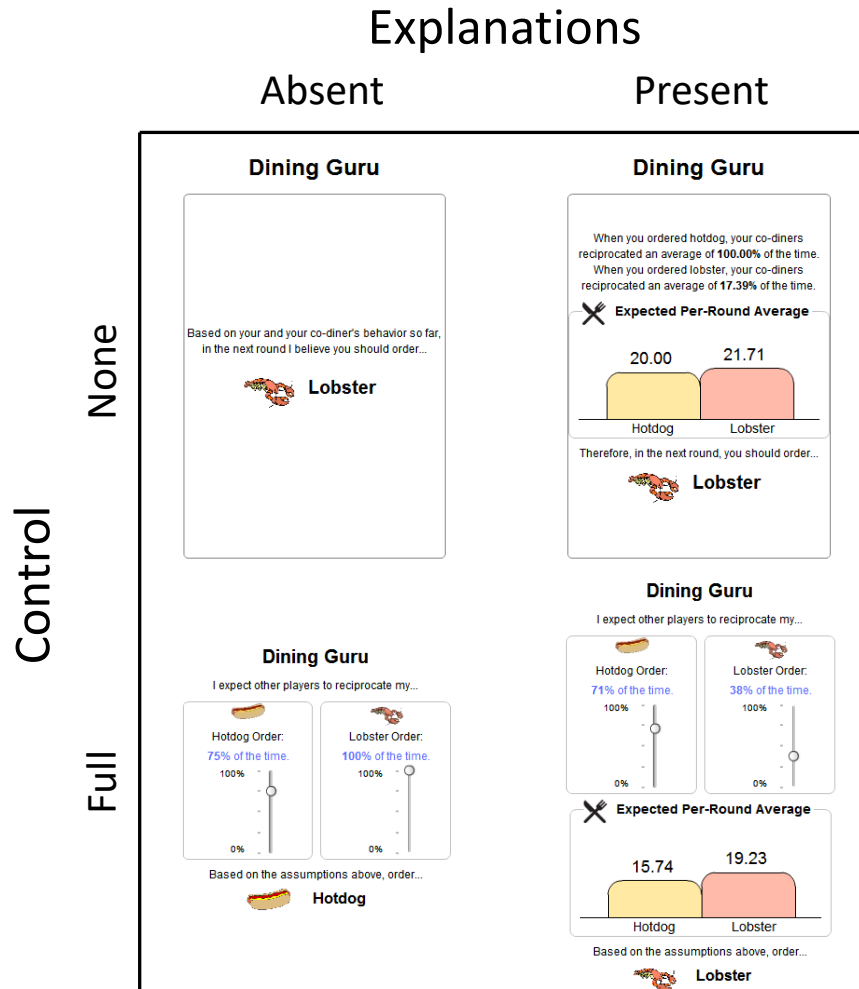 Explanations
Absent
Present
Control
None
Dining Guru
Based on your and your co-diner's behavior so far,
in the next round I believe you should order...
Lobster
Dining Guru
When you ordered hotdog, your co-diners
reciprocated an average of 100.00% of the time.
When you ordered lobster, your co-diners
reciprocated an average of 17.39% of the time.
Expected Per-Round Average
20.00
21.71
Hotdog
Lobster
Therefore, in the next round, you should order...
Lobster
Full
Dining Guru
I expect other players to reciprocate my...
Hotdog Order:
75% of the time.
100%
0%
Lobster Order:
100% of the time.
100%
0%
Based on the assumptions above, order...
Hotdog
Dining Guru
I expect other players to reciprocate my...
Hotdog Order:
71% of the time.
100%
0%
Lobster Order:
38% of the time.
100%
0%
Expected Per-Round Average
15.74
19.23
Hotdog
Lobster
Based on the assumptions above, order...
Lobster